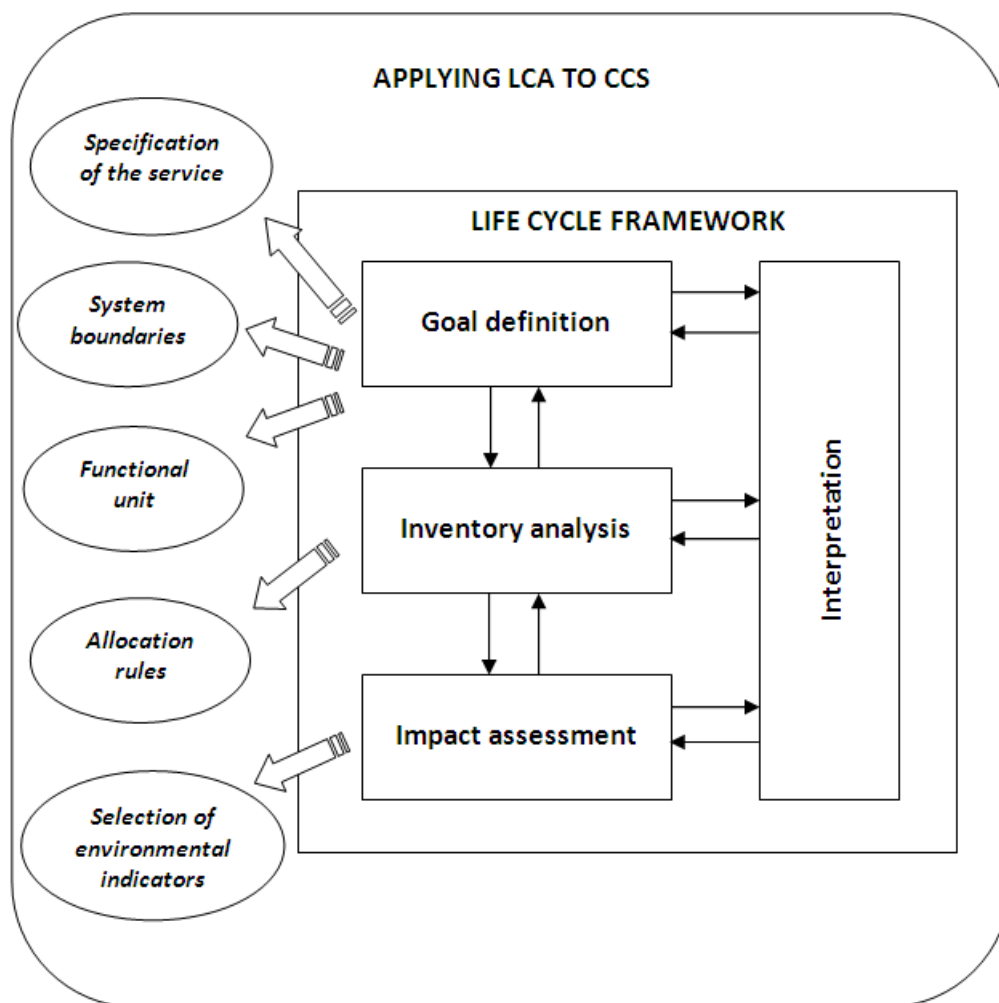 APPLYING LCA TO CCS
Specification
of the service
LIFE CYCLE FRAMEWORK
Goal definition
System
boundaries
Functional
unit
Inventory analysis
Interpretation
Allocation
rules
Impact assessment
Selection of
environmental
indicators